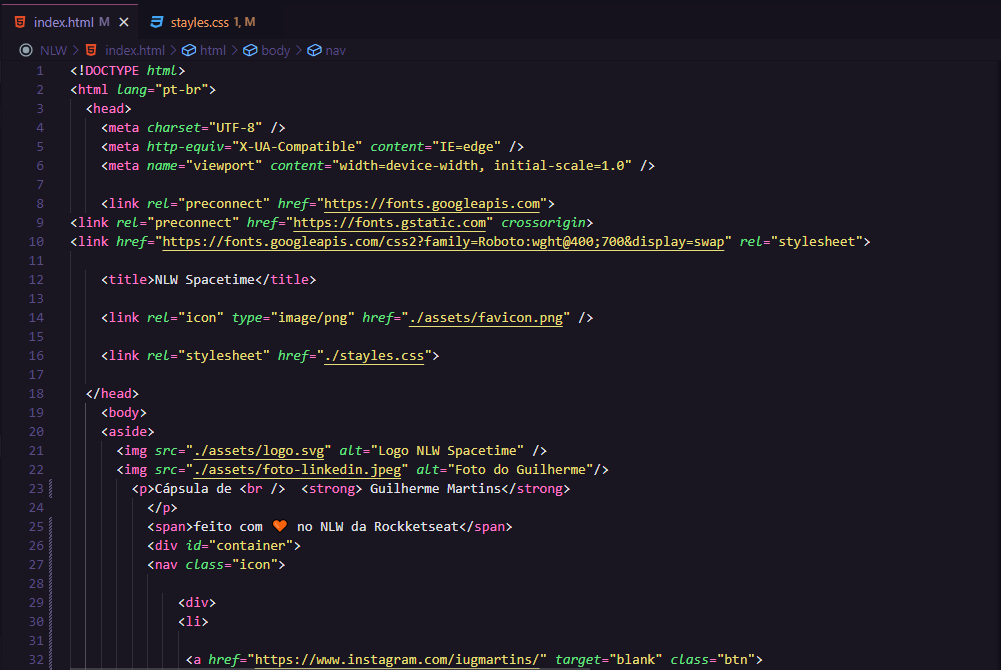 index.html M × stayles.css 1, M
NLW > index.html > html > body > nav
1 <!DOCTYPE html>
2 <html lang="pt-br">
3 <head>
4 <meta charset="UTF-8" />
5 <meta http-equiv="X-UA-Compatible" content="IE=edge" />
6 <meta name="viewport" content="width=device-width, initial-scale=1.0" />
7
8 <link rel="preconnect" href="https://fonts.googleapis.com">
9 <link rel="preconnect" href="https://fonts.gstatic.com" crossorigin>
10 <link href="https://fonts.googleapis.com/css2?family=Roboto:wght@400;700&display=swap" rel="stylesheet">
11
12 <title>NLW Spacetime</title>
13
14 <link rel="icon" type="image/png" href="./assets/favicon.png" />
15
16 <link rel="stylesheet" href="./stayles.css">
17
18 </head>
19 <body>
20 <aside>
21 <img src="./assets/logo.svg" alt="Logo NLW Spacetime" />
22 <img src="./assets/foto-linkedin.jpeg" alt="Foto do Guilherme"/>
23 <p>Cápsula de <br /> <strong> Guilherme Martins</strong>
24 </p>
25 <span>feito com 🧡 no NLW da Rockketseat</span>
26 <div id="container">
27 <nav class="icon">
28
29 <div>
30 <li>
31
32 <a href="https://www.instagram.com/iugmartins/" target="blank" class="btn">